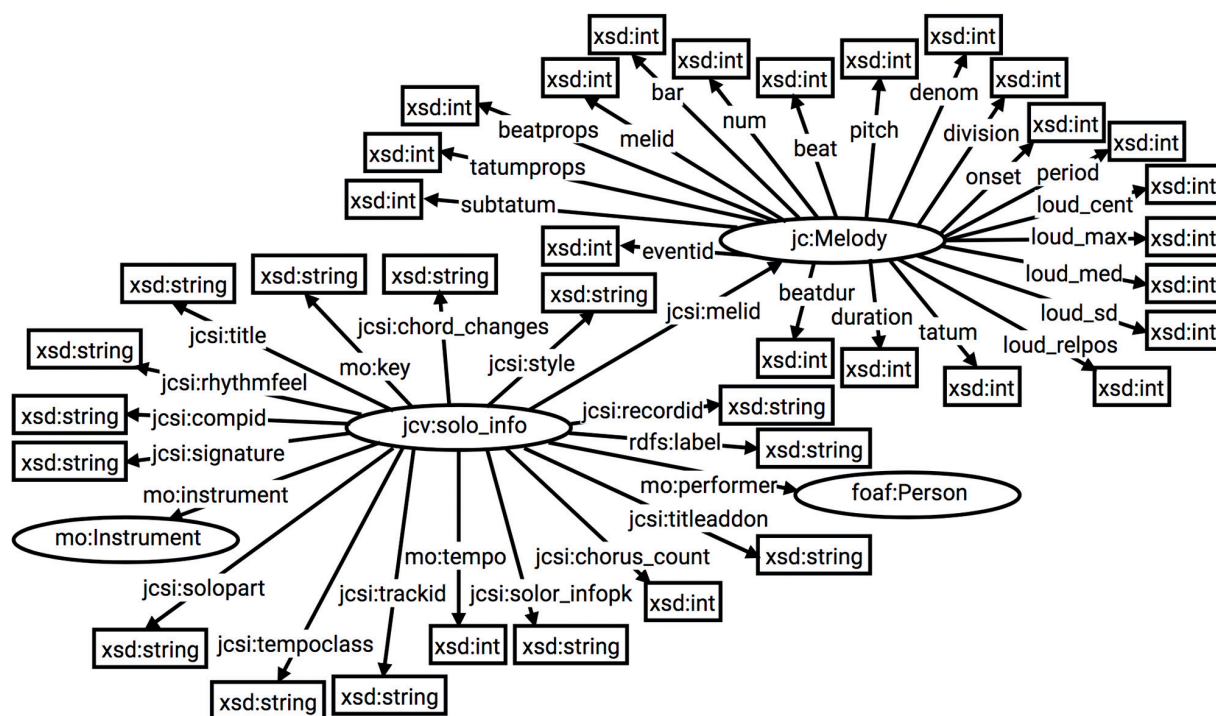 xsd:int
xsd:int
xsd:int
xsd:int
xsd:int
xsd:int
xsd:int
xsd:int
bar
denom
xsd:int
xsd:int
beatprops
melid
num
pitch
division
xsd:int
beat
xsd:int
tatumprops
onset
period
xsd:int
xsd:int
subtatum
loud_cent
xsd:int
eventid
jc:Melody
loud_max
xsd:int
xsd:string
xsd:string
xsd:string
loud_med
xsd:int
xsd:string
beatdur
jcsi:melid
duration
loud_sd
xsd:int
jcsi:title
jcsi:chord_changes
tatum
loud_relpos
xsd:string
mo:key
jcsi:style
xsd:int
xsd:int
xsd:int
xsd:int
jcsi:rhythmfeel
jcsi:recordid
xsd:string
xsd:string
jcsi:compid
jcv:solo_info
rdfs:label
xsd:string
xsd:string
jcsi:signature
mo:performer
foaf:Person
mo:instrument
jcsi:titleaddon
mo:Instrument
mo:tempo
jcsi:chorus_count
xsd:string
jcsi:solopart
jcsi:trackid
jcsi:solor_infopk
xsd:int
xsd:string
jcsi:tempoclass
xsd:int
xsd:string
xsd:string
xsd:string